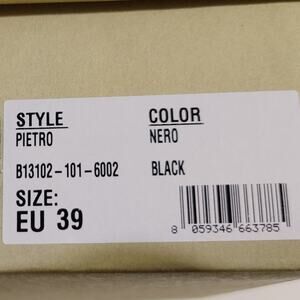 STYLE COLOR
PIETRO NERO
B13102-101-6002 BLACK
SIZE:
EU 39
8 059346 663785